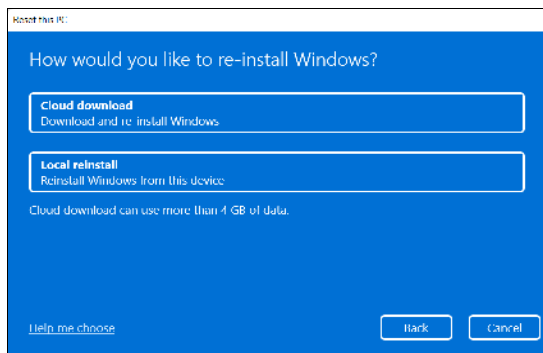 Reset this PC
How would you like to re-install Windows?
Cloud download
Download and re-install Windows
Local reinstall
Reinstall Windows from this device
Cloud download can use more than 4 GB of data.
Help me choose
Back
Cancel